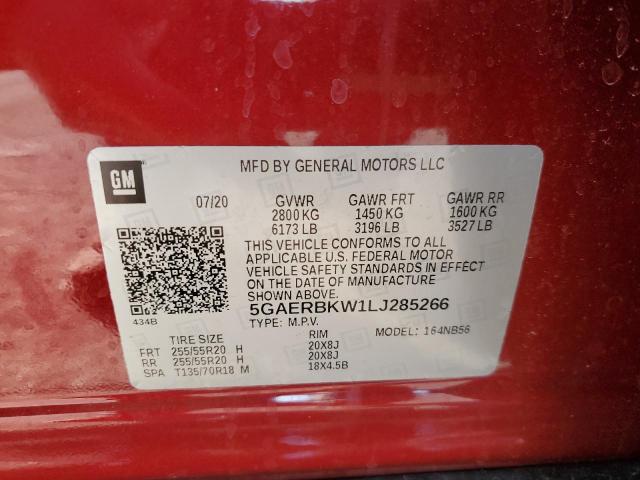 GM
MFD BY GENERAL MOTORS LLC
07/20 GVWR GAWR FRT GAWR RR
2800 KG 1450 KG 1600 KG
6173 LB 3196 LB 3527 LB
THIS VEHICLE CONFORMS TO ALL
APPLICABLE U.S. FEDERAL MOTOR
VEHICLE SAFETY STANDARDS IN EFFECT
ON THE DATE OF MANUFACTURE
SHOWN ABOVE.
434B
5GAERBKW1LJ285266
TYPE: M.P.V. MODEL: 164NB56
TIRE SIZE RIM
FRT 255/55R20 H 20X8J
RR 255/55R20 H 20X8J
SPA T135/70R18 M 18X4.5B